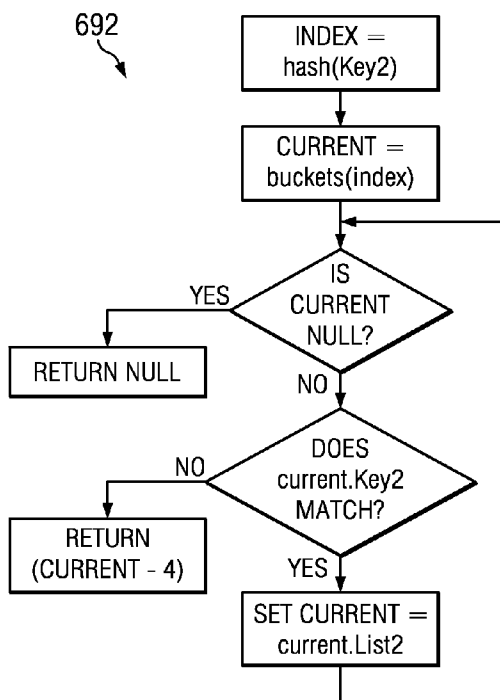 692
INDEX =
hash(Key2)
CURRENT =
buckets(index)
IS
CURRENT
NULL?
YES
RETURN NULL
NO
DOES
current.Key2
MATCH?
NO
RETURN
(CURRENT - 4)
YES
SET CURRENT =
current.List2